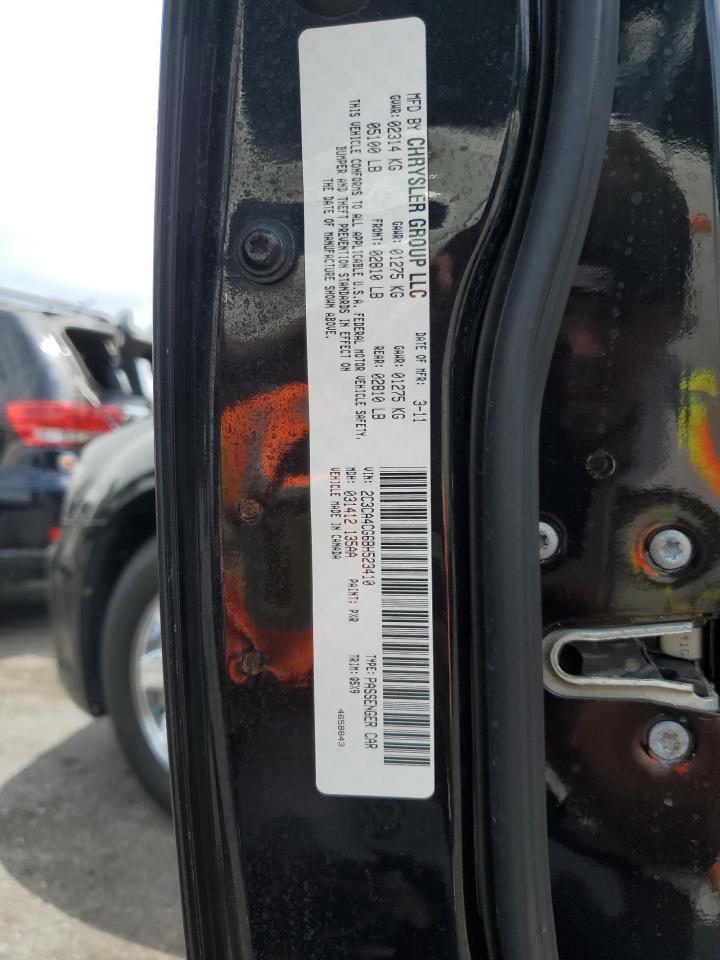 MFD BY CHRYSLER GROUP LLC DATE OF MFR: 3-11
GVWR: 02314 KG GAWR: 01275 KG GAWR: 01275 KG
05100 LB FRONT: 02810 LB REAR: 02810 LB
THIS VEHICLE CONFORMS TO ALL APPLICABLE U.S.A. FEDERAL MOTOR VEHICLE SAFETY,
BUMPER AND THEFT PREVENTION STANDARDS IN EFFECT ON
THE DATE OF MANUFACTURE SHOWN ABOVE.
VIN: 2C3CA4CG6BH523410 TYPE: PASSENGER CAR
MDH: 031412 135AA PAINT: PXR TRIM: 05X9
VEHICLE MADE IN CANADA 4658843